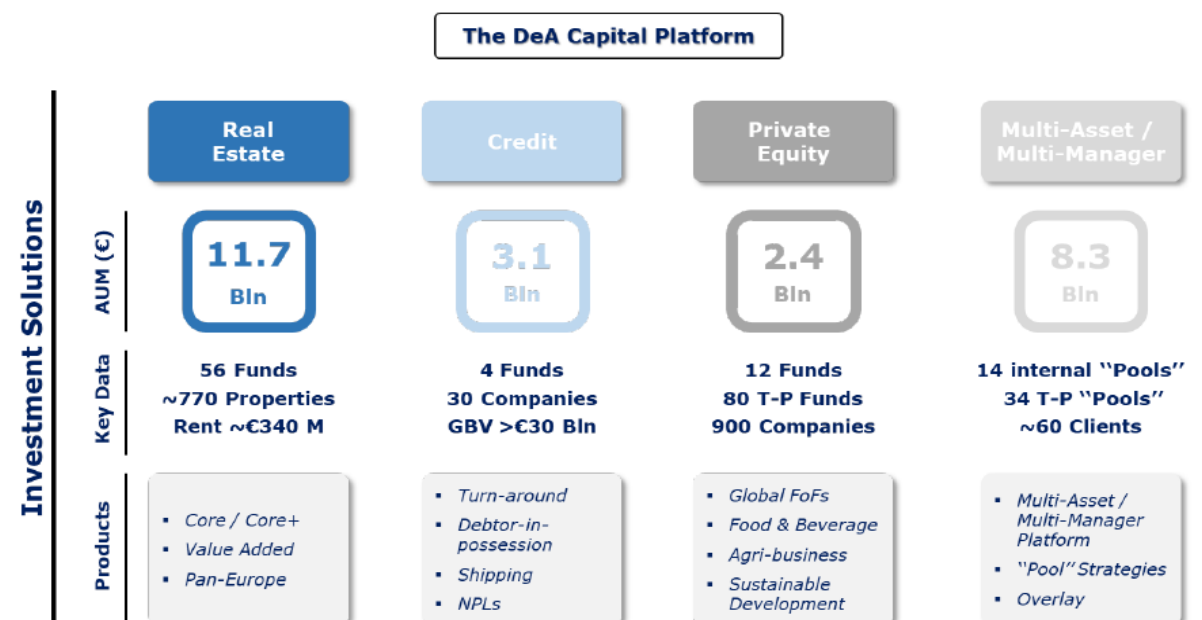 The DeA Capital Platform
Investment Solutions
Real
Estate
Credit
Private
Equity
Multi-Asset /
Multi-Manager
AUM (€)
11.7
Bln
3.1
Bln
2.4
Bln
8.3
Bln
Key Data
56 Funds
~770 Properties
Rent ~€340 M
4 Funds
30 Companies
GBV >€30 Bln
12 Funds
80 T-P Funds
900 Companies
14 internal “Pools”
34 T-P “Pools”
~60 Clients
Products
▪ Core / Core+
▪ Value Added
▪ Pan-Europe
▪ Turn-around
▪ Debtor-in-
possession
▪ Shipping
▪ NPLs
▪ Global FoFs
▪ Food & Beverage
▪ Agri-business
▪ Sustainable
Development
▪ Multi-Asset /
Multi-Manager
Platform
▪ “Pool” Strategies
▪ Overlay